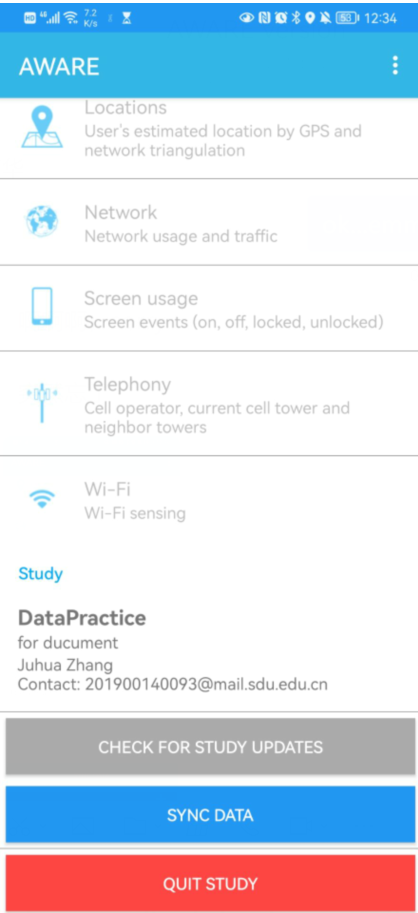 HD 4G 7.2 K/s 53 12:34
AWARE
Locations
User's estimated location by GPS and
network triangulation
Network
Network usage and traffic
Screen usage
Screen events (on, off, locked, unlocked)
Telephony
Cell operator, current cell tower and
neighbor towers
Wi-Fi
Wi-Fi sensing
Study
DataPractice
for ducument
Juhua Zhang
Contact: 201900140093@mail.sdu.edu.cn
CHECK FOR STUDY UPDATES
SYNC DATA
QUIT STUDY